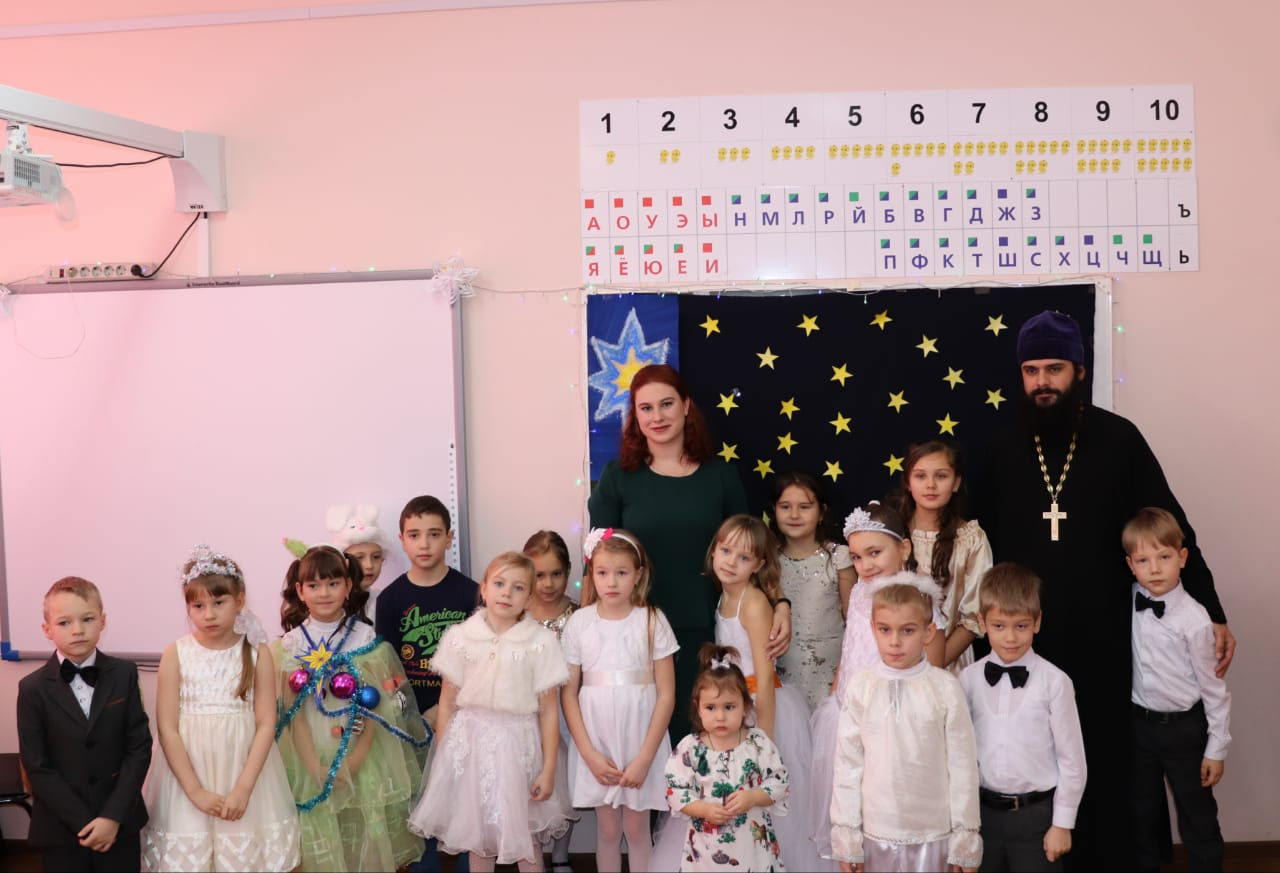 1 2 3 4 5 6 7 8 9 10
А О У Э Ы Н М Л Р Й Б В Г Д Ж З Ъ
Я Ё Ю Е И П Ф К Т Ш С Х Ц Ч Щ Ь
American